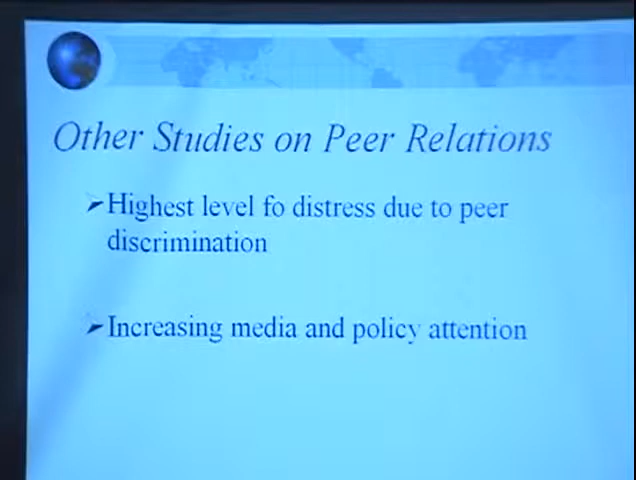 Other Studies on Peer Relations
➢Highest level fo distress due to peer
discrimination
➢Increasing media and policy attention